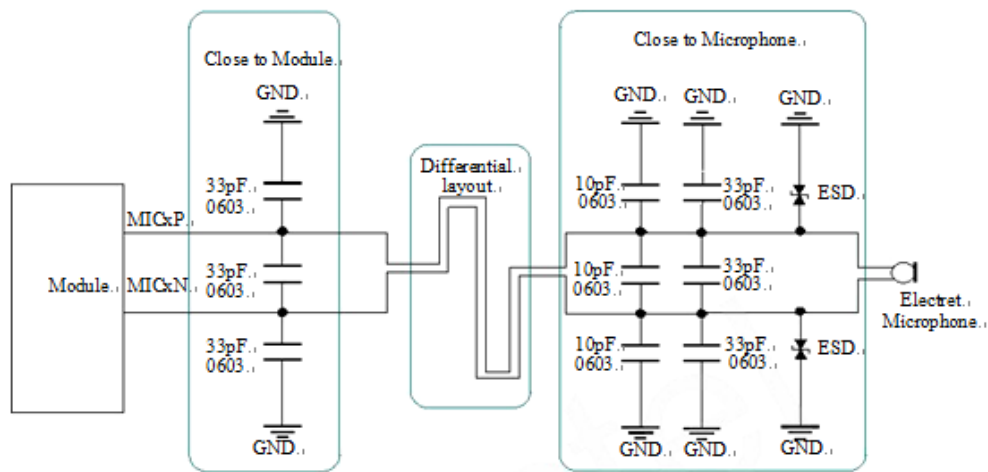 Close to Module.
GND.
33pF.
0603.
MICxP.
33pF.
0603.
Module.
MICxN.
33pF.
0603.
GND.
Differential.
layout.
Close to Microphone.
GND.
GND.
GND.
10pF.
0603.
33pF.
0603.
ESD.
10pF.
0603.
33pF.
0603.
Electret
Microphone.
10pF.
0603.
33pF.
0603.
ESD.
GND.
GND.
GND.